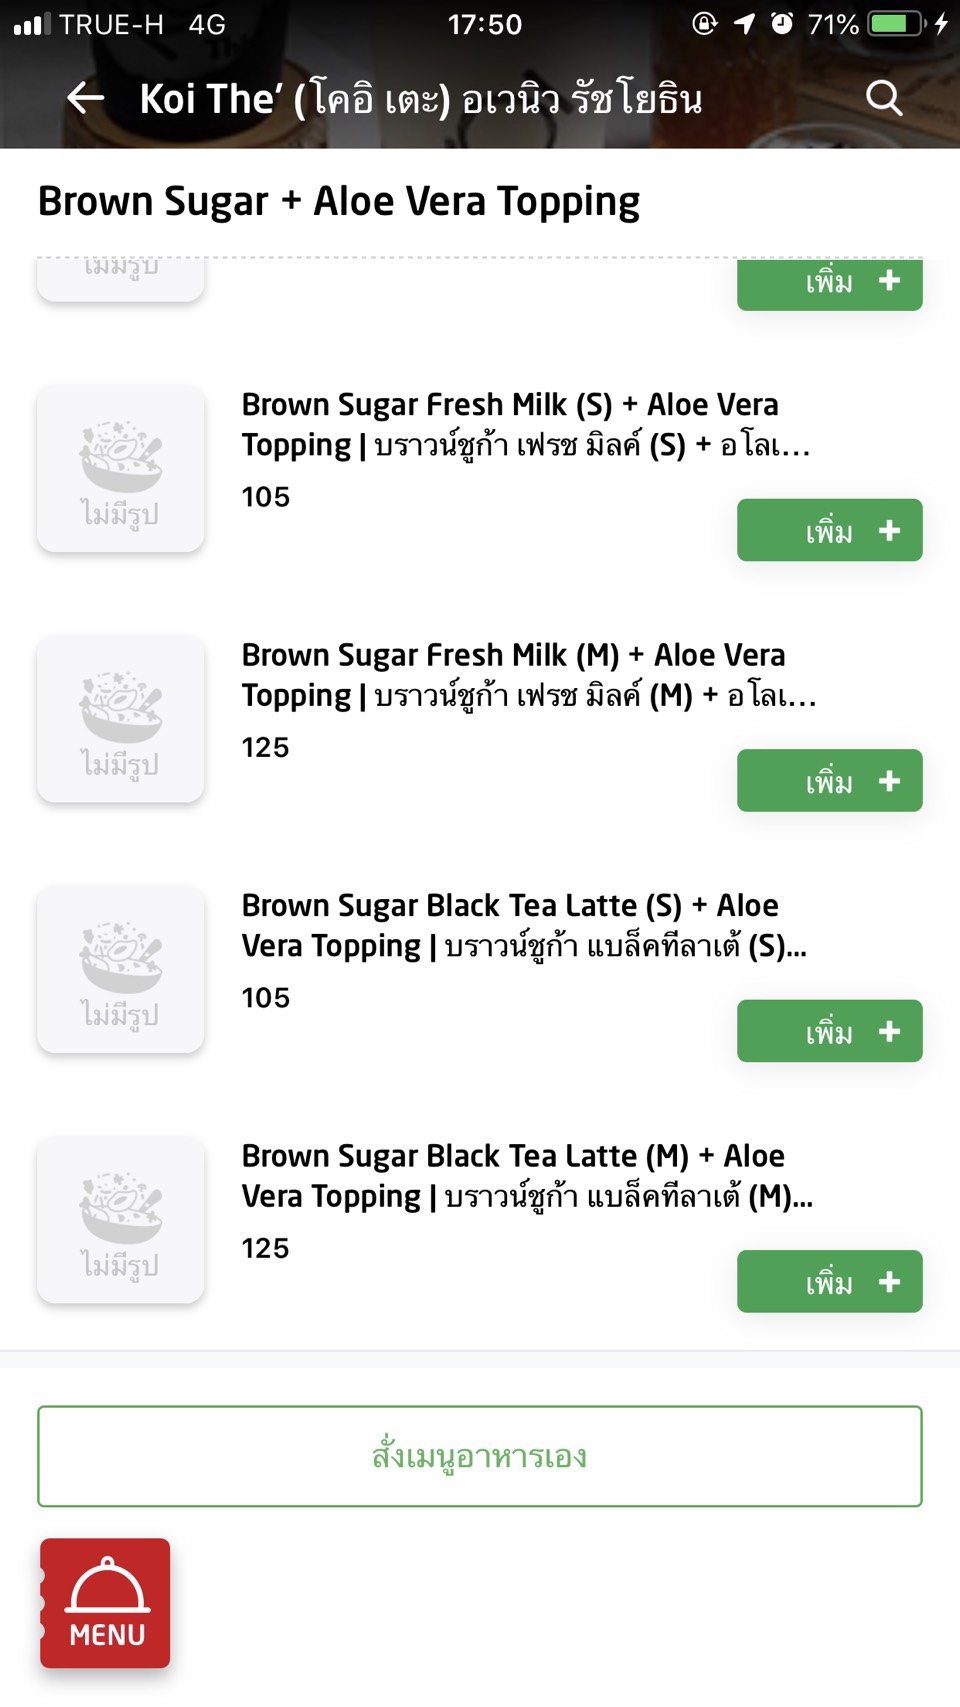 TRUE-H 4G 17:50 71%
Koi The’ (โคอิ เตะ) อเวนิว รัชโยธิน
Brown Sugar + Aloe Vera Topping
ไม่มีรูป
เพิ่ม +
Brown Sugar Fresh Milk (S) + Aloe Vera
Topping | บราวน์ชูก้า เฟรช มิลค์ (S) + อโลเ...
105
ไม่มีรูป
เพิ่ม +
Brown Sugar Fresh Milk (M) + Aloe Vera
Topping | บราวน์ชูก้า เฟรช มิลค์ (M) + อโลเ...
125
ไม่มีรูป
เพิ่ม +
Brown Sugar Black Tea Latte (S) + Aloe
Vera Topping | บราวน์ชูก้า แบล็คทีลาเต้ (S)...
105
ไม่มีรูป
เพิ่ม +
Brown Sugar Black Tea Latte (M) + Aloe
Vera Topping | บราวน์ชูก้า แบล็คทีลาเต้ (M)...
125
ไม่มีรูป
เพิ่ม +
สั่งเมนูอาหารเอง
MENU